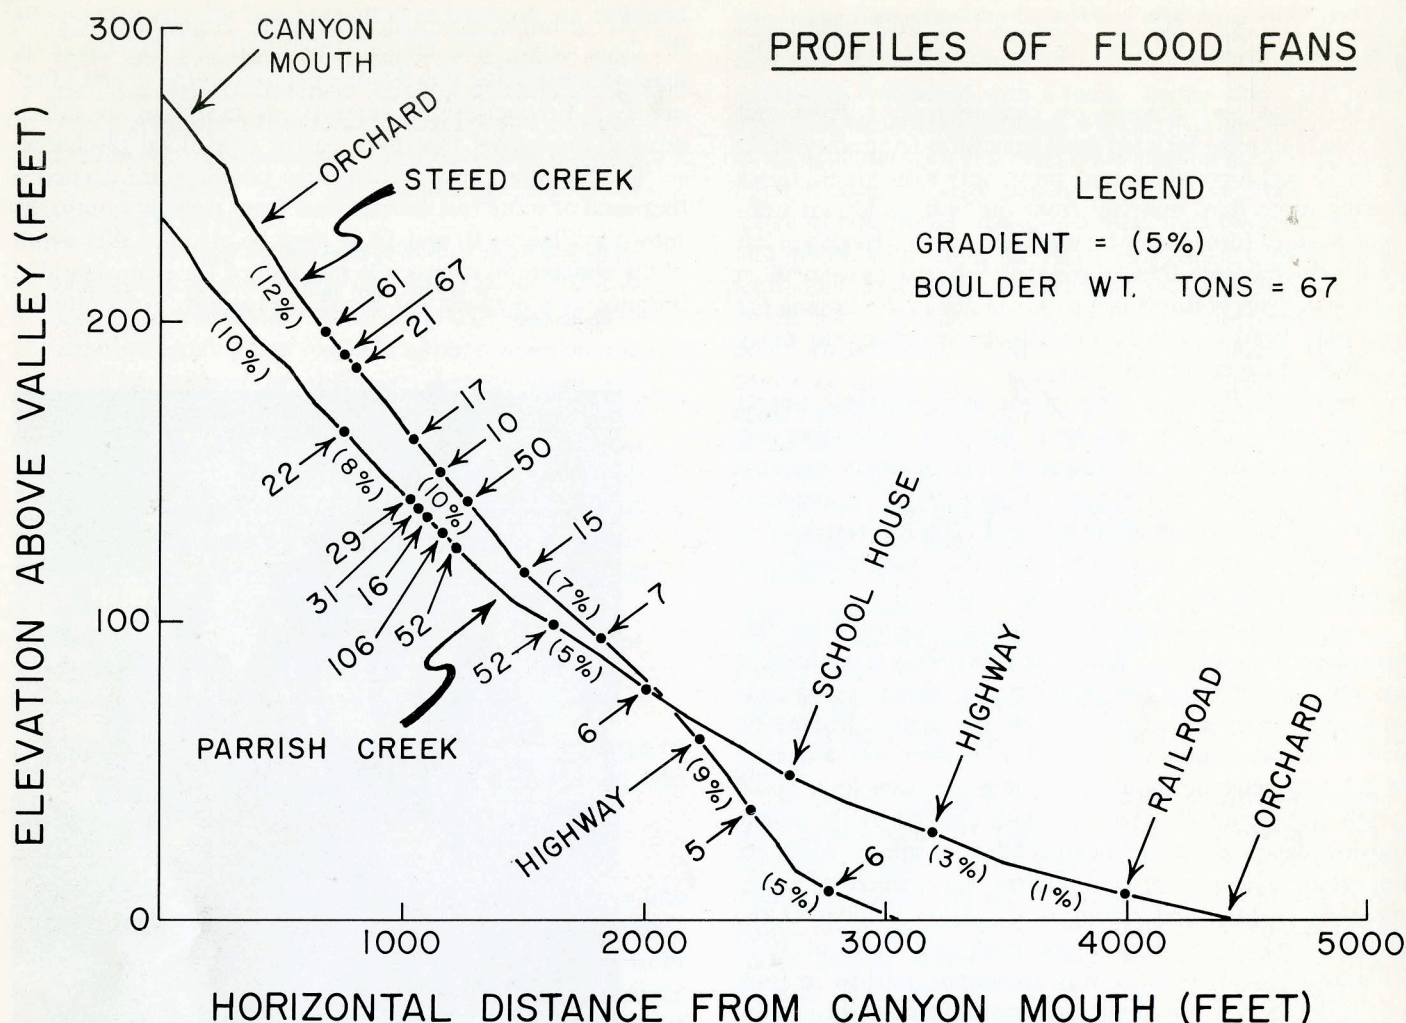 PROFILES OF FLOOD FANS
LEGEND
GRADIENT = (5%)
BOULDER WT. TONS = 67
ELEVATION ABOVE VALLEY (FEET)
300
200
100
0
CANYON
MOUTH
ORCHARD
STEED CREEK
(12%)
61
67
21
(10%)
17
10
50
22
(8%)
(10%)
29
31
16
106
52
15
(7%)
7
52
(5%)
PARRISH CREEK
6
HIGHWAY
(9%)
5
(5%)
6
SCHOOL HOUSE
HIGHWAY
(3%)
(1%)
RAILROAD
ORCHARD
1000
2000
3000
4000
5000
HORIZONTAL DISTANCE FROM CANYON MOUTH (FEET)